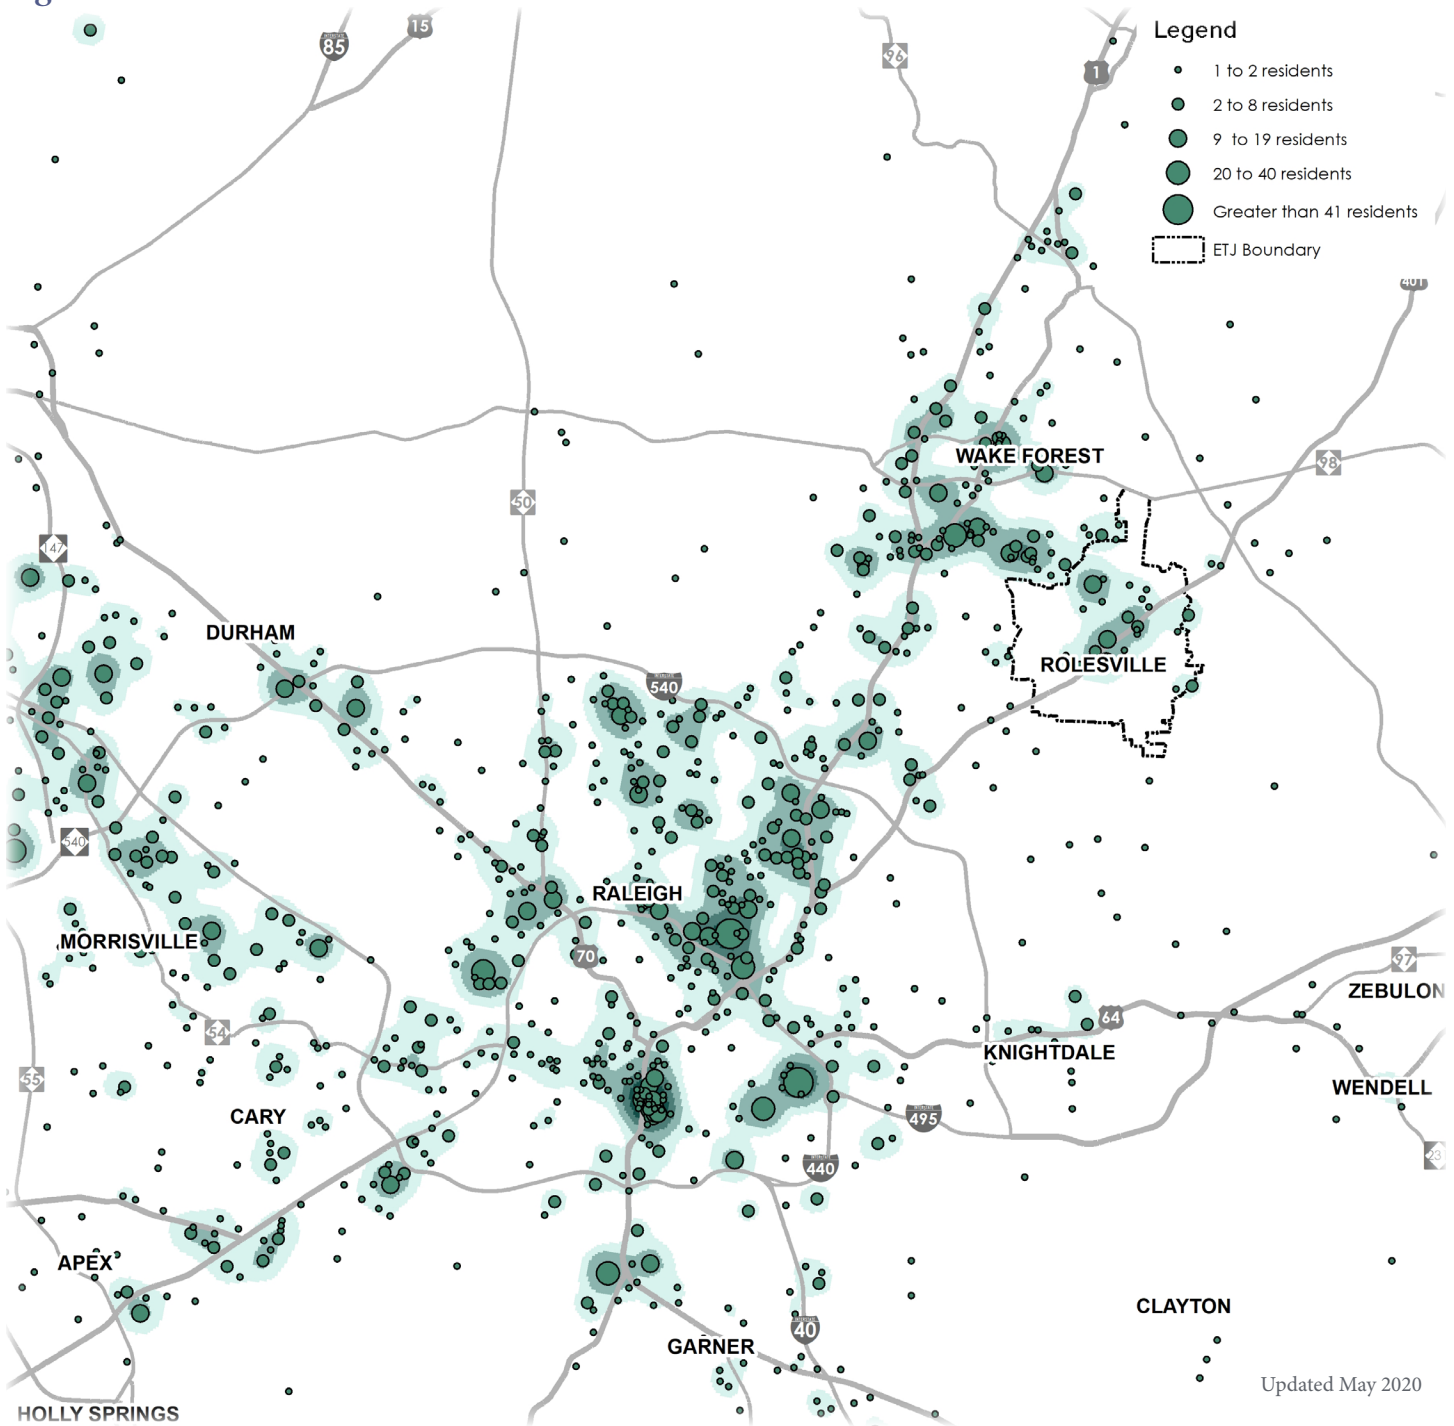 g
Legend
1 to 2 residents
2 to 8 residents
9 to 19 residents
20 to 40 residents
Greater than 41 residents
ETJ Boundary
85
15
96
1
401
WAKE FOREST
98
50
147
DURHAM
ROLESVILLE
540
540
RALEIGH
MORRISVILLE
70
97
ZEBULON
64
54
KNIGHTDALE
55
WENDELL
CARY
495
440
231
APEX
CLAYTON
40
GARNER
Updated May 2020
HOLLY SPRINGS